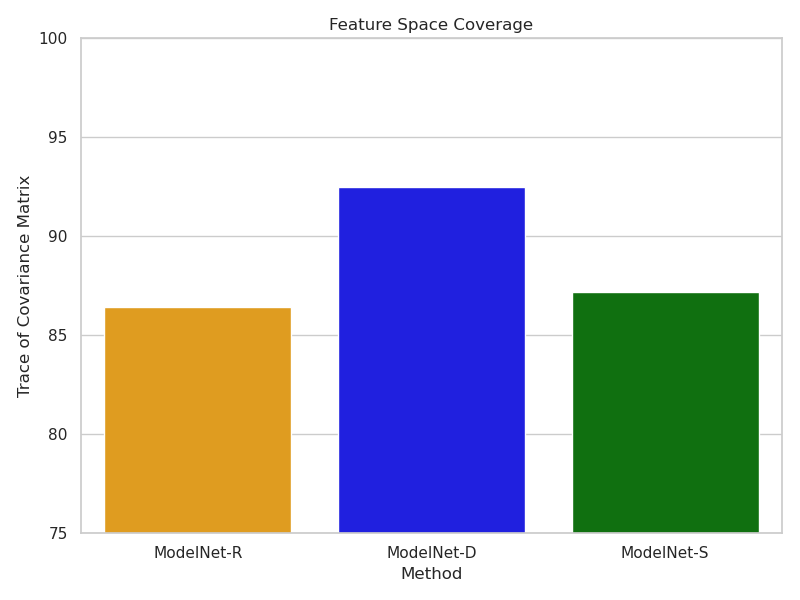 Feature Space Coverage
100
95
90
85
80
75
Trace of Covariance Matrix
ModelNet-R
ModelNet-D
ModelNet-S
Method